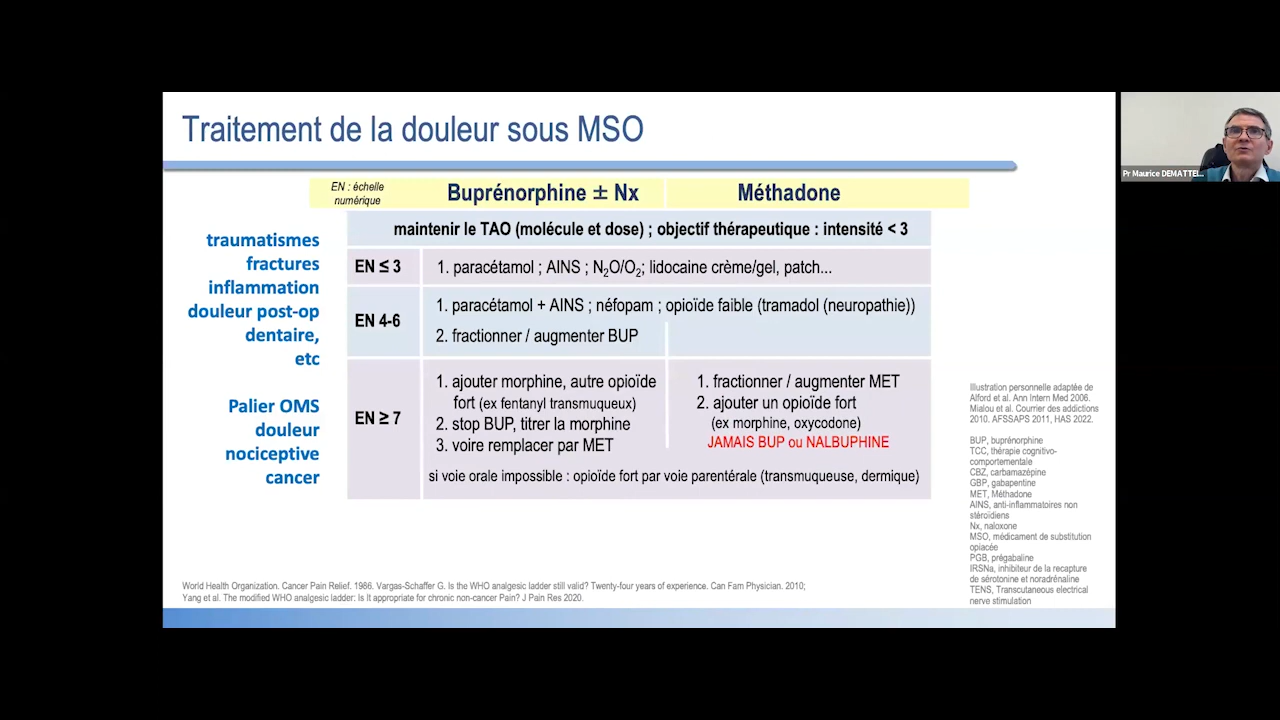 Traitement de la douleur sous MSO
EN : échelle
numérique
Buprénorphine ± Nx
Méthadone
maintenir le TAO (molécule et dose) ; objectif thérapeutique : intensité < 3
traumatismes
fractures
inflammation
douleur post-op
dentaire,
etc
Palier OMS
douleur
nociceptive
cancer
EN ≤ 3
1. paracétamol ; AINS ; N₂O/O₂; lidocaine crème/gel, patch...
EN 4-6
1. paracétamol + AINS ; néfopam ; opioïde faible (tramadol (neuropathie))
2. fractionner / augmenter BUP
EN ≥ 7
1. ajouter morphine, autre opioïde
fort (ex fentanyl transmuqueux)
2. stop BUP, titrer la morphine
3. voire remplacer par MET
1. fractionner / augmenter MET
2. ajouter un opioïde fort
(ex morphine, oxycodone)
JAMAIS BUP ou NALBUPHINE
si voie orale impossible : opioïde fort par voie parentérale (transmuqueuse, dermique)
Illustration personnelle adaptée de
Alford et al. Ann Intern Med 2006.
Mialou et al. Courrier des addictions
2010. AFSSAPS 2011, HAS 2022.
BUP, buprénorphine
TCC, thérapie cognitivo-
comportementale
CBZ, carbamazépine
GBP, gabapentine
MET, Méthadone
AINS, anti-inflammatoires non
stéroïdiens
Nx, naloxone
MSO, médicament de substitution
opiacée
PGB, prégabaline
IRSNa, inhibiteur de la recapture
de sérotonine et noradrénaline
TENS, Transcutaneous electrical
nerve stimulation
World Health Organization. Cancer Pain Relief. 1986. Vargas-Schaffer G. Is the WHO analgesic ladder still valid? Twenty-four years of experience. Can Fam Physician. 2010;
Yang et al. The modified WHO analgesic ladder: Is It appropriate for chronic non-cancer Pain? J Pain Res 2020.
Pr Maurice DEMATTEI...